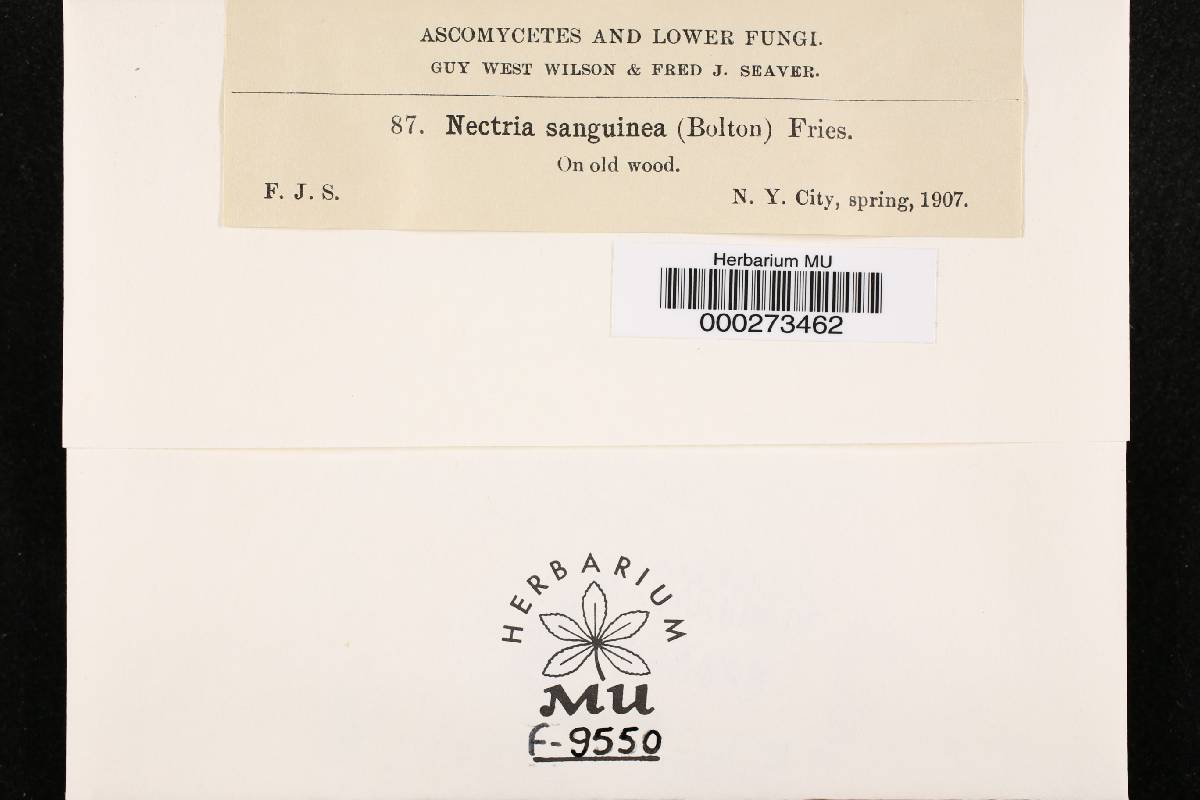 ASCOMYCETES AND LOWER FUNGI.
GUY WEST WILSON & FRED J. SEAVER.
87. Nectria sanguinea (Bolton) Fries.
On old wood.
F. J. S.
N. Y. City, spring, 1907.
Herbarium MU
000273462
HERBARIUM
MU
F-9550